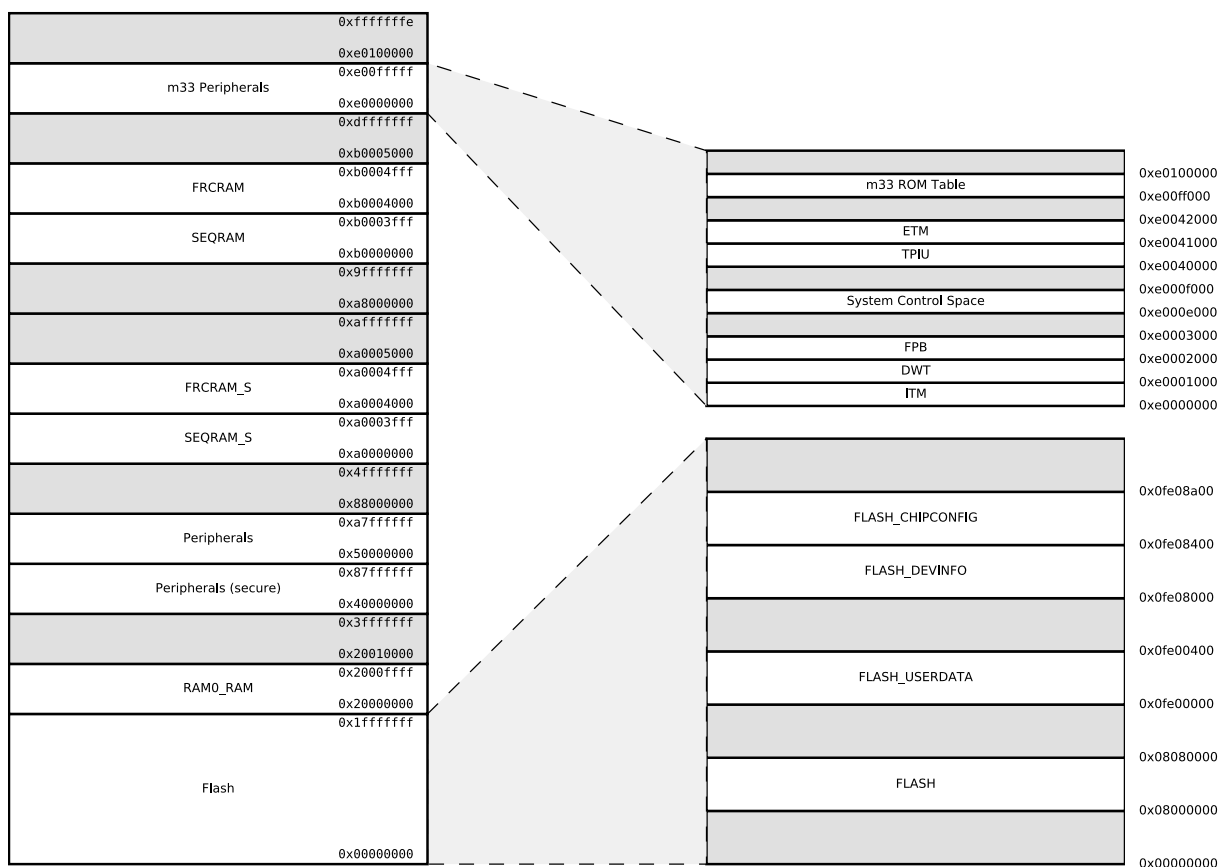 0xfffffffe
0xe0100000
0xe00fffff
m33 Peripherals
0xe0000000
0xdfffffff
0xb0005000
0xb0004fff
FRCRAM
0xb0004000
0xb0003fff
SEQRAM
0xb0000000
0x9fffffff
0xa8000000
0xafffffff
0xa0005000
0xa0004fff
FRCRAM_S
0xa0004000
0xa0003fff
SEQRAM_S
0xa0000000
0x4fffffff
0x88000000
0xa7ffffff
Peripherals
0x50000000
0x87ffffff
Peripherals (secure)
0x40000000
0x3fffffff
0x20010000
0x2000ffff
RAM0_RAM
0x20000000
0x1fffffff
Flash
0x00000000
0xe0100000
m33 ROM Table
0xe00ff000
0xe0042000
ETM
0xe0041000
TPIU
0xe0040000
0xe000f000
System Control Space
0xe000e000
0xe0003000
FPB
0xe0002000
DWT
0xe0001000
ITM
0xe0000000
0x0fe08a00
FLASH_CHIPCONFIG
0x0fe08400
FLASH_DEVINFO
0x0fe08000
0x0fe00400
FLASH_USERDATA
0x0fe00000
0x08080000
FLASH
0x08000000
0x00000000